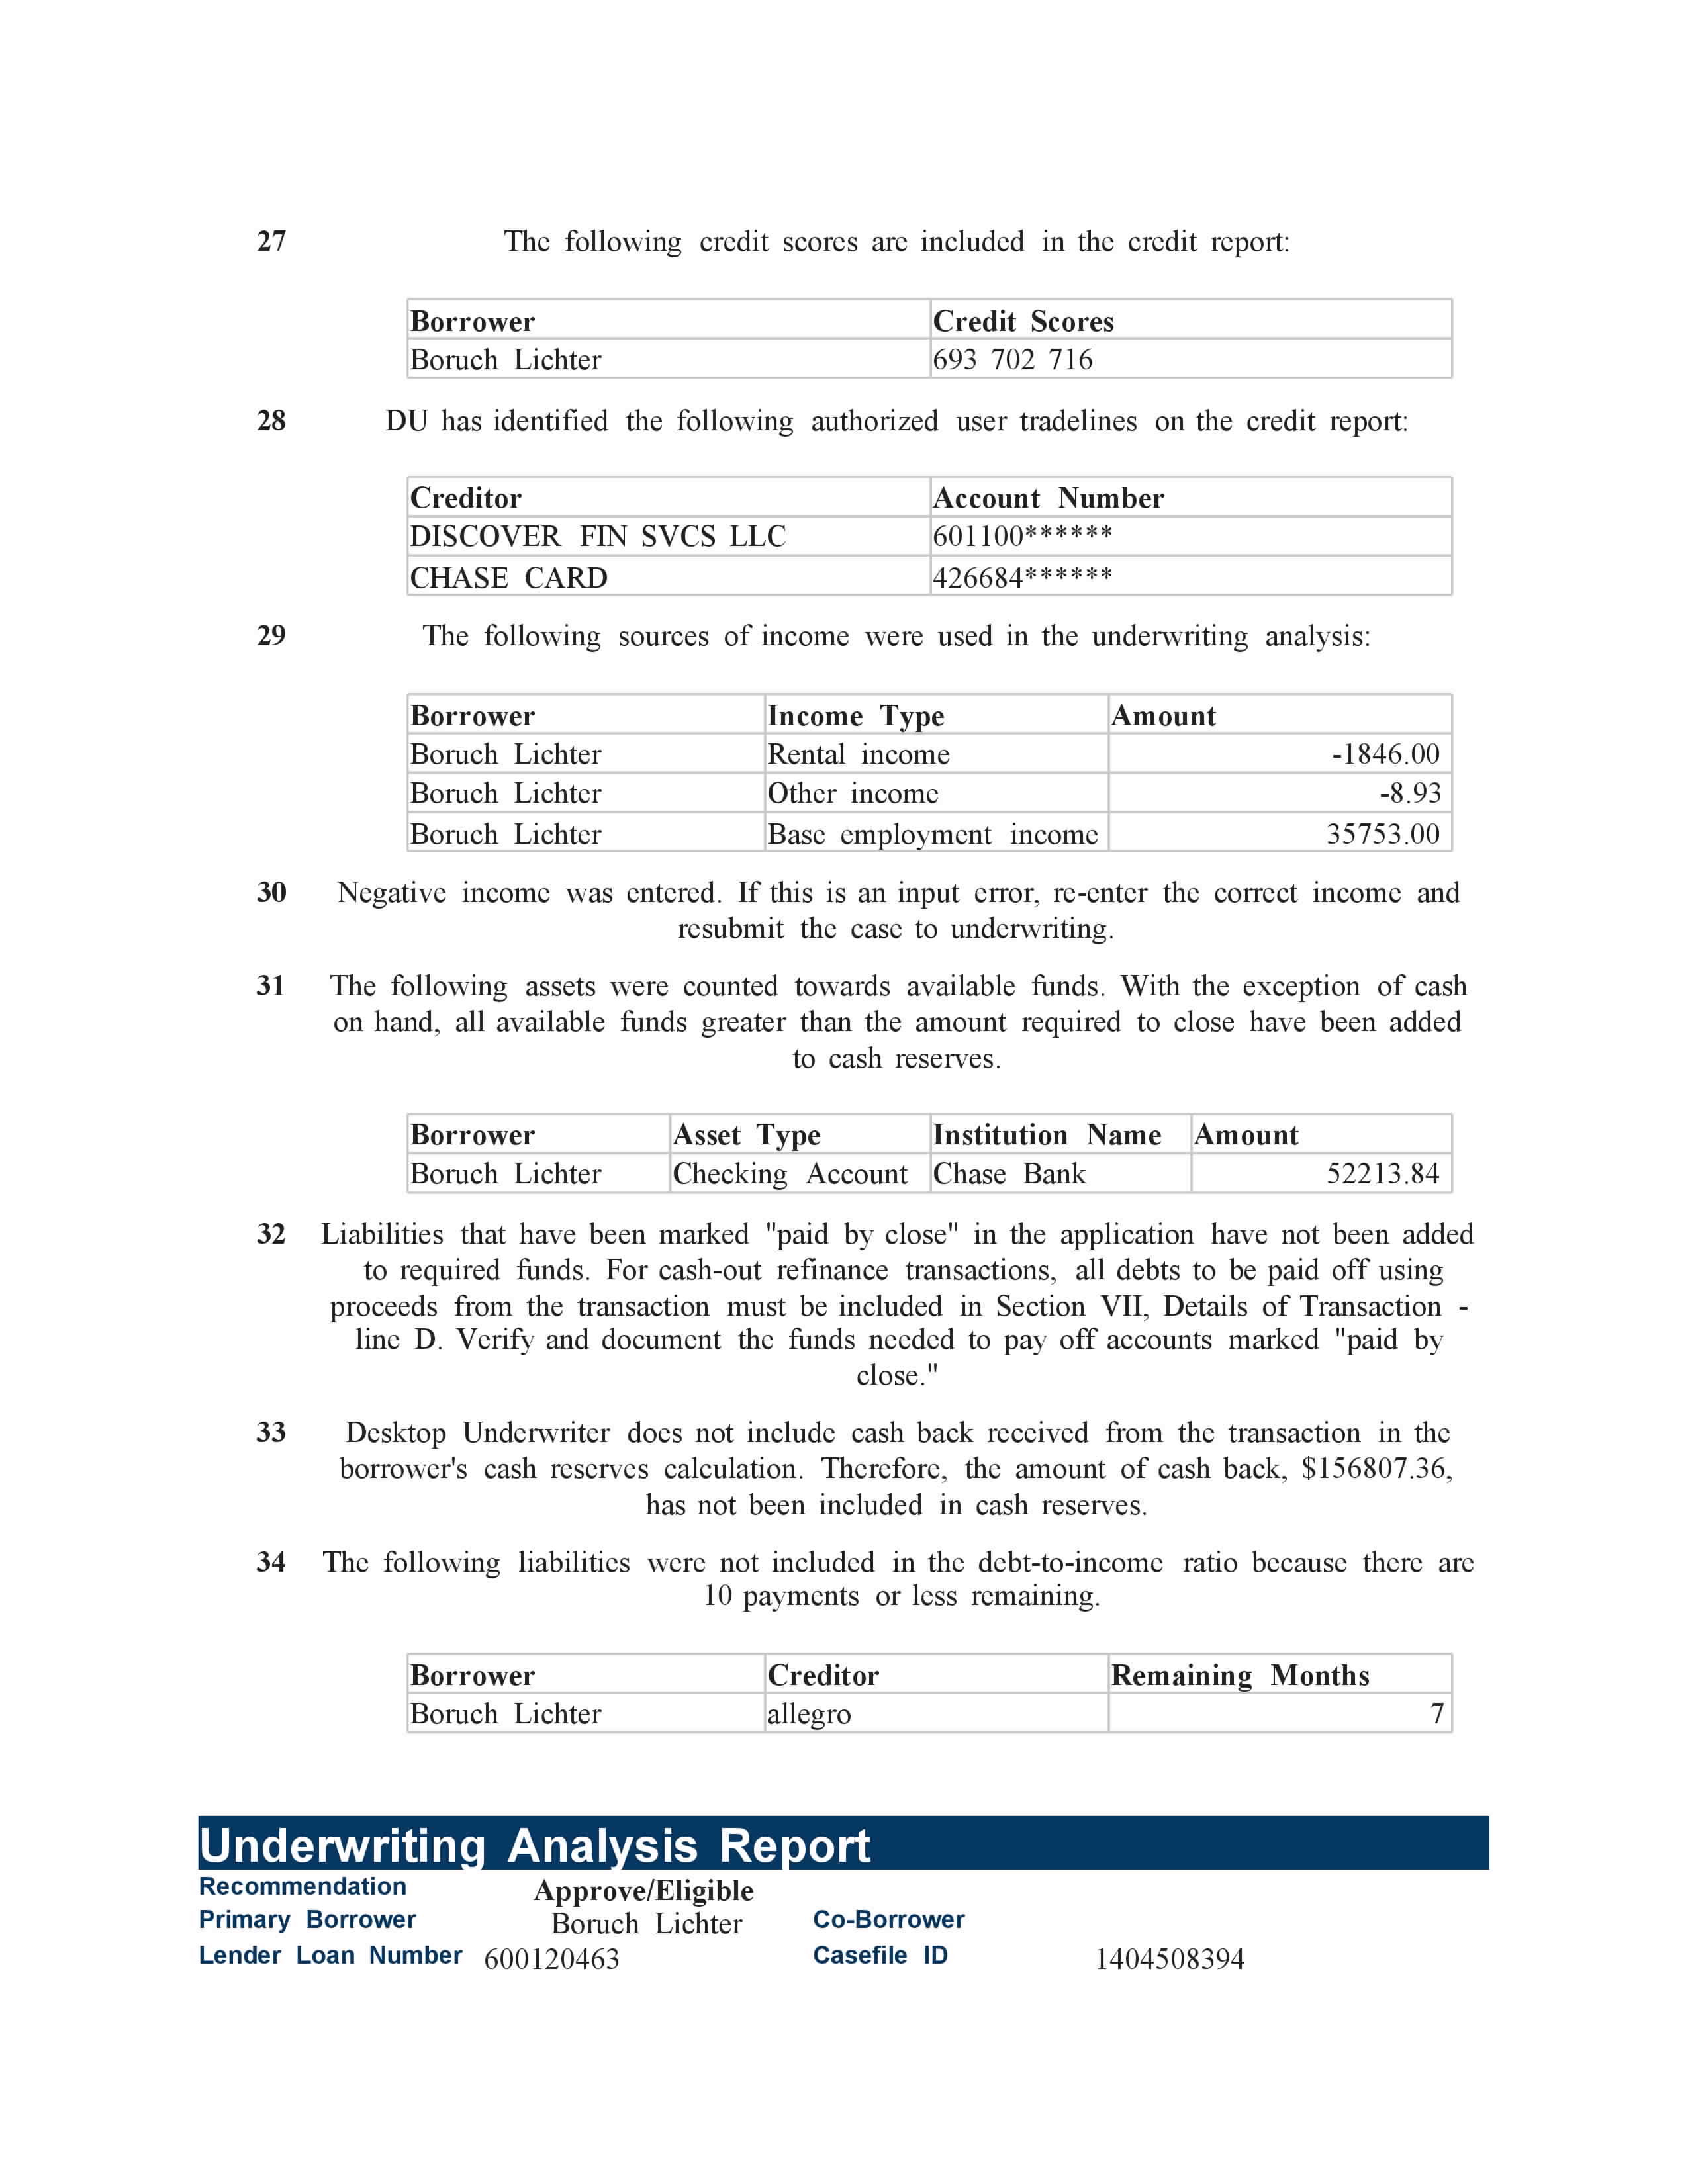 27 The following credit scores are included in the credit report:
Borrower Credit Scores
Boruch Lichter 693 702 716
28 DU has identified the following authorized user tradelines on the credit report:
Creditor Account Number
DISCOVER FIN SVCS LLC 601100******
CHASE CARD 426684******
29 The following sources of income were used in the underwriting analysis:
Borrower Income Type Amount
Boruch Lichter Rental income -1846.00
Boruch Lichter Other income -8.93
Boruch Lichter Base employment income 35753.00
30 Negative income was entered. If this is an input error, re-enter the correct income and
resubmit the case to underwriting.
31 The following assets were counted towards available funds. With the exception of cash
on hand, all available funds greater than the amount required to close have been added
to cash reserves.
Borrower Asset Type Institution Name Amount
Boruch Lichter Checking Account Chase Bank 52213.84
32 Liabilities that have been marked "paid by close" in the application have not been added
to required funds. For cash-out refinance transactions, all debts to be paid off using
proceeds from the transaction must be included in Section VII, Details of Transaction -
line D. Verify and document the funds needed to pay off accounts marked "paid by
close."
33 Desktop Underwriter does not include cash back received from the transaction in the
borrower's cash reserves calculation. Therefore, the amount of cash back, $156807.36,
has not been included in cash reserves.
34 The following liabilities were not included in the debt-to-income ratio because there are
10 payments or less remaining.
Borrower Creditor Remaining Months
Boruch Lichter allegro 7
Underwriting Analysis Report
Recommendation Approve/Eligible
Primary Borrower Boruch Lichter Co-Borrower
Lender Loan Number 600120463 Casefile ID 1404508394